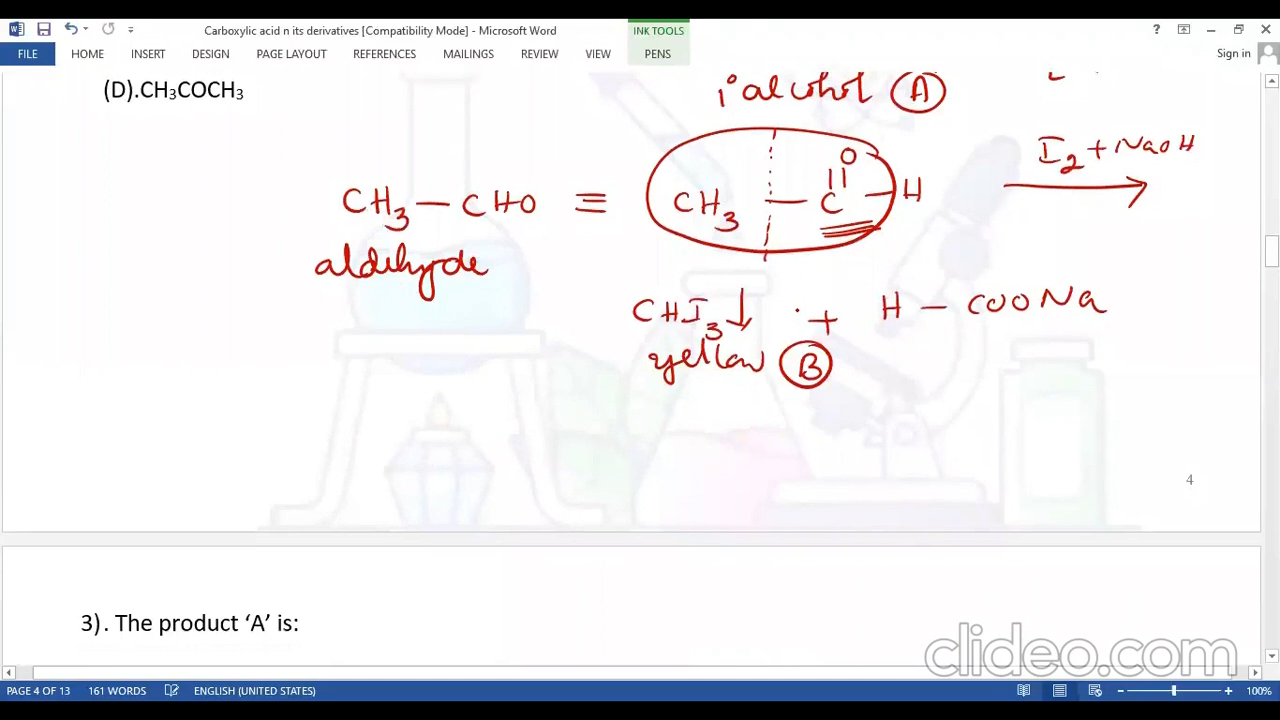 Carboxylic acid n its derivatives [Compatibility Mode] - Microsoft Word
INK TOOLS
?
Sign in
FILE HOME INSERT DESIGN PAGE LAYOUT REFERENCES MAILINGS REVIEW VIEW PENS
(D).CH₃COCH₃
1° alcohol A
I₂ + NaOH
O
CH₃ — CHO ≡ CH₃ — C — H
aldehyde
CHI₃ ↓ + H — COONa
yellow B
4
3). The product ‘A’ is:
clideo.com
PAGE 4 OF 13 161 WORDS ENGLISH (UNITED STATES) 100%